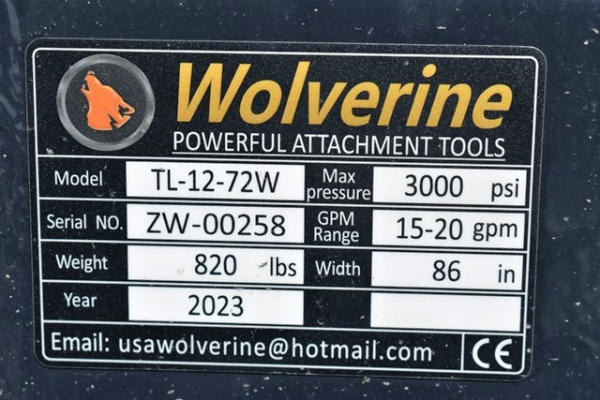 Wolverine
POWERFUL ATTACHMENT TOOLS
Model TL-12-72W Max pressure 3000 psi
Serial NO. ZW-00258 GPM Range 15-20 gpm
Weight 820 lbs Width 86 in
Year 2023
Email: usawolverine@hotmail.com CE